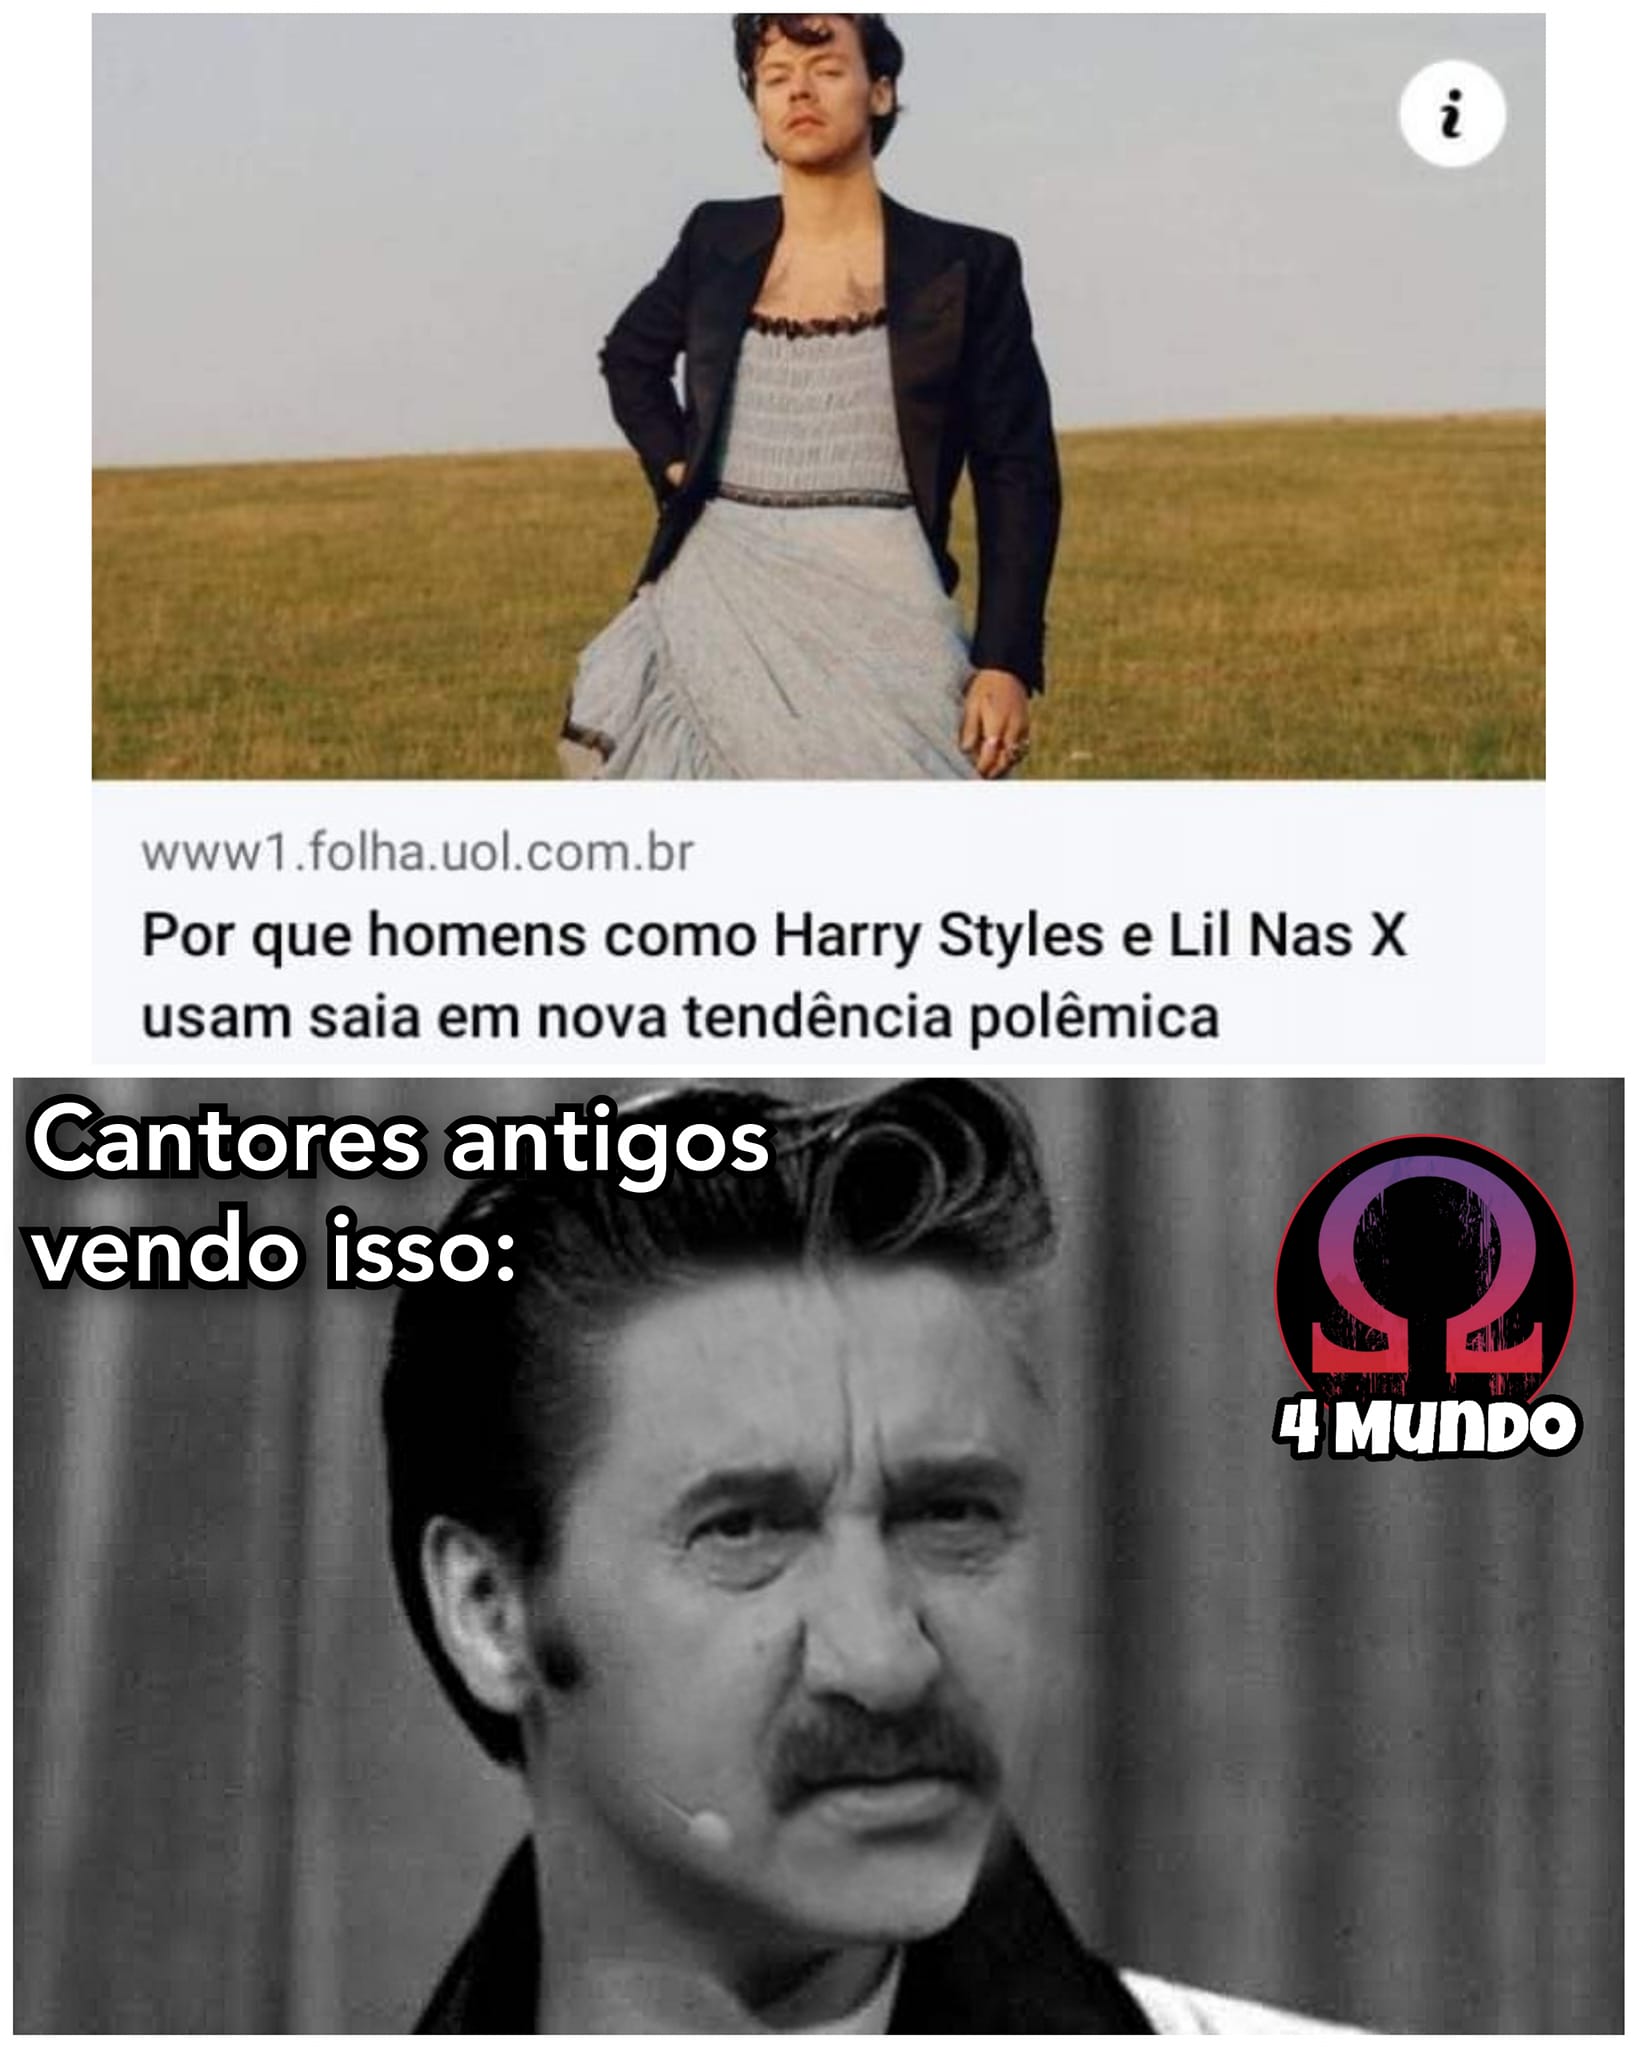 i
www1.folha.uol.com.br
Por que homens como Harry Styles e Lil Nas X
usam saia em nova tendência polêmica
Cantores antigos
vendo isso:
Ω
4 MUNDO